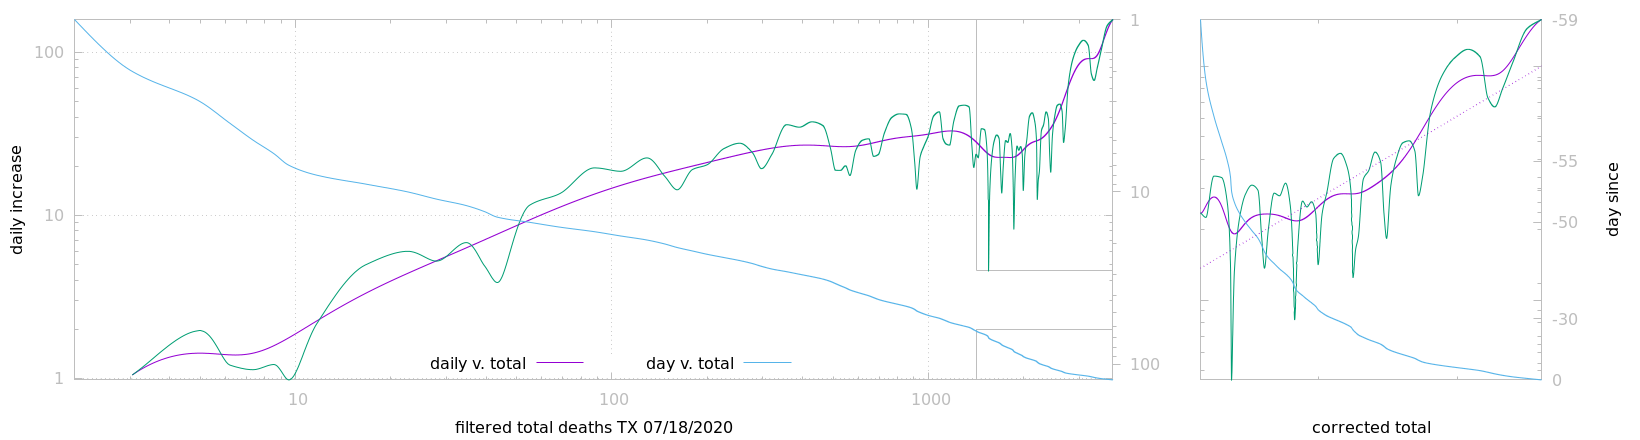 100
10
1
daily increase
daily v. total
day v. total
10
100
1000
filtered total deaths TX 07/18/2020
1
10
100
-59
-55
-50
-30
0
day since
corrected total